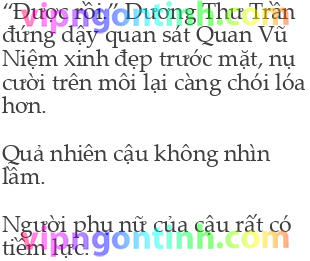 “Được rồi.” Dương Thư Trần
đứng dậy quan sát Quan Vũ
Niệm xinh đẹp trước mặt, nụ
cười trên môi lại càng chói lóa
hơn.
Quả nhiên cậu không nhìn
lầm.
Người phụ nữ của cậu rất có
tiềm lực.
vipngontinh.com
vipngontinh.com